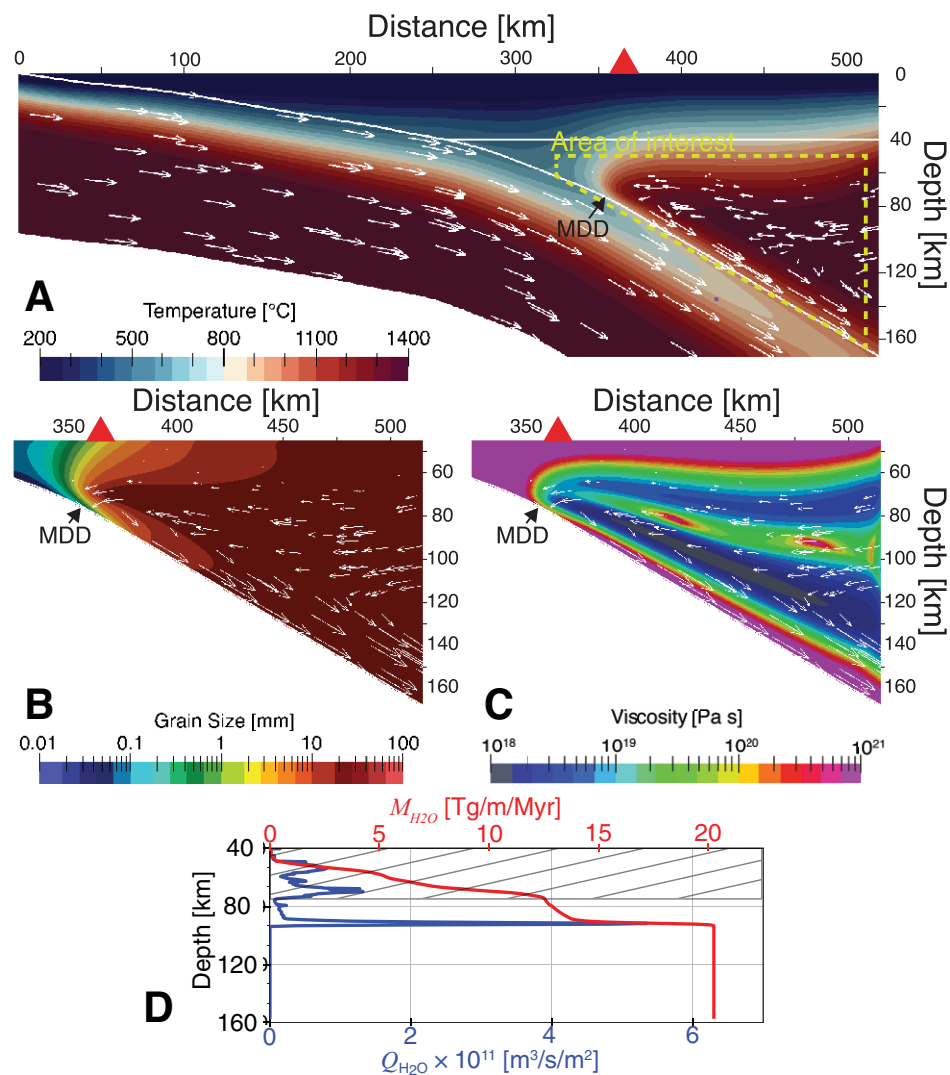 Distance [km]
0 100 200 300 400 500
0
40
80
120
160
Depth [km]
Area of interest
MDD
A
Temperature [°C]
200 500 800 1100 1400
Distance [km]
350 400 450 500
60
80
100
120
140
160
MDD
B
Grain Size [mm]
0.01 0.1 1 10 100
Distance [km]
350 400 450 500
60
80
100
120
140
160
Depth [km]
MDD
C
Viscosity [Pa s]
10¹⁸ 10¹⁹ 10²⁰ 10²¹
M_H2O [Tg/m/Myr]
0 5 10 15 20
40
80
120
160
Depth [km]
D
0 2 4 6
Q_H2O × 10¹¹ [m³/s/m²]